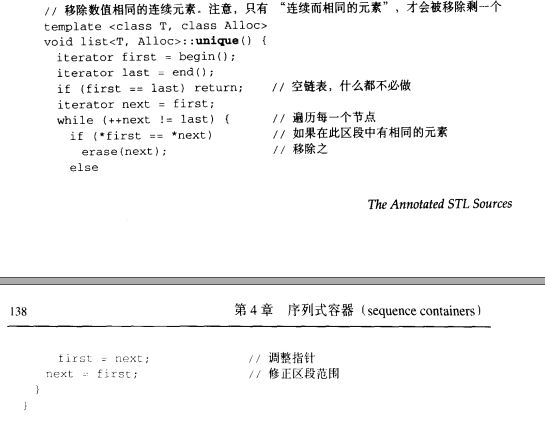 // 移除数值相同的连续元素。注意，只有 “连续而相同的元素”，才会被移除剩一个
template <class T, class Alloc>
void list<T, Alloc>::unique() {
  iterator first = begin();
  iterator last = end();
  if (first == last) return;    // 空链表，什么都不必做
  iterator next = first;
  while (++next != last) {      // 遍历每一个节点
    if (*first == *next)        // 如果在此区段中有相同的元素
      erase(next);              // 移除之
    else
The Annotated STL Sources
138 第 4 章 序列式容器（sequence containers）
      first = next;             // 调整指针
    next = first;               // 修正区段范围
  }
}